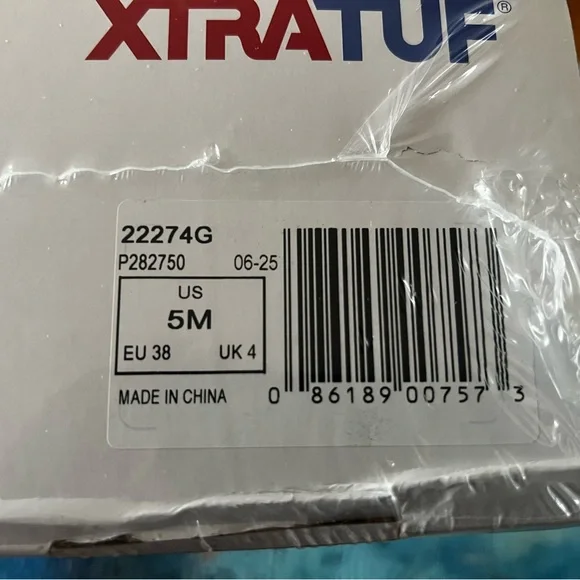 XTRATUF®
22274G
P282750 06-25
US
5M
EU 38 UK 4
MADE IN CHINA
0 86189 00757 3